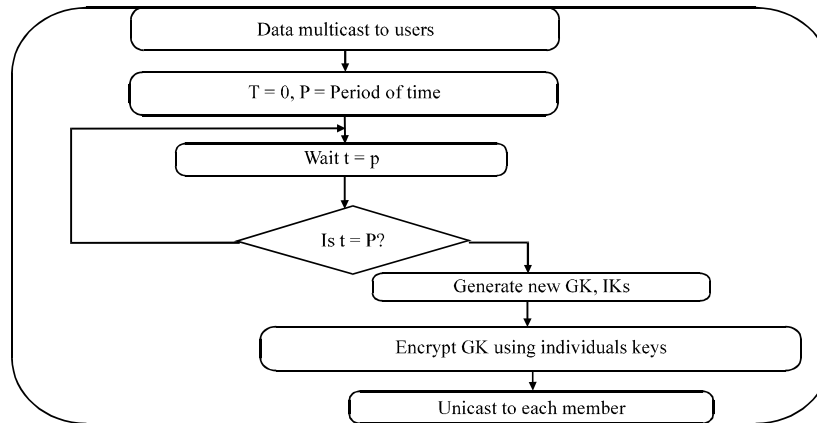 Data multicast to users
T = 0, P = Period of time
Wait t = p
Is t = P?
Generate new GK, IKs
Encrypt GK using individuals keys
Unicast to each member